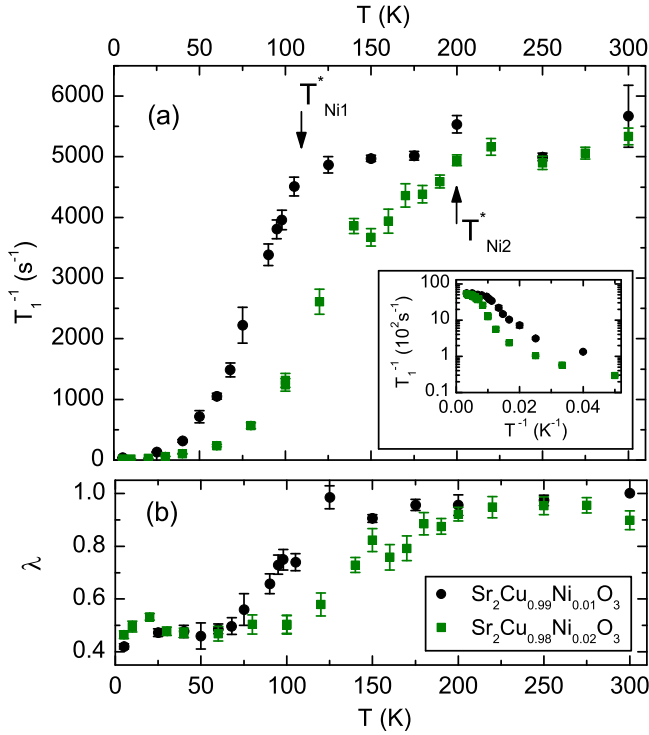 T (K)
0 50 100 150 200 250 300
(a)
T*Ni1
T*Ni2
6000
5000
4000
3000
2000
1000
0
T₁⁻¹ (s⁻¹)
100
10
1
0.1
T₁⁻¹ (10²s⁻¹)
0.00 0.02 0.04
T⁻¹ (K⁻¹)
(b)
1.0
0.8
0.6
0.4
λ
Sr₂Cu₀.₉₉Ni₀.₀₁O₃
Sr₂Cu₀.₉₈Ni₀.₀₂O₃
0 50 100 150 200 250 300
T (K)